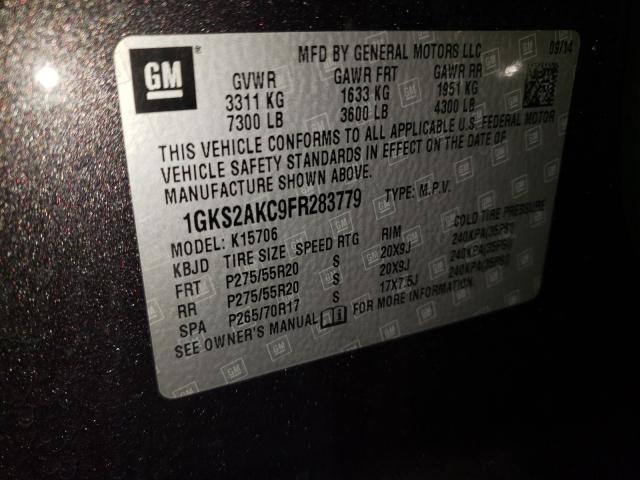 GM
MFD BY GENERAL MOTORS LLC 09/14
GVWR GAWR FRT GAWR RR
3311 KG 1633 KG 1951 KG
7300 LB 3600 LB 4300 LB
THIS VEHICLE CONFORMS TO ALL APPLICABLE U.S. FEDERAL MOTOR
VEHICLE SAFETY STANDARDS IN EFFECT ON THE DATE OF
MANUFACTURE SHOWN ABOVE.
1GKS2AKC9FR283779 TYPE: M.P.V.
MODEL: K15706
KBJD TIRE SIZE SPEED RTG RIM COLD TIRE PRESSURE
FRT P275/55R20 S 20X9J 240KPA(35PSI)
RR P275/55R20 S 20X9J 240KPA(35PSI)
SPA P265/70R17 S 17X7.5J 240KPA(35PSI)
SEE OWNER'S MANUAL FOR MORE INFORMATION.